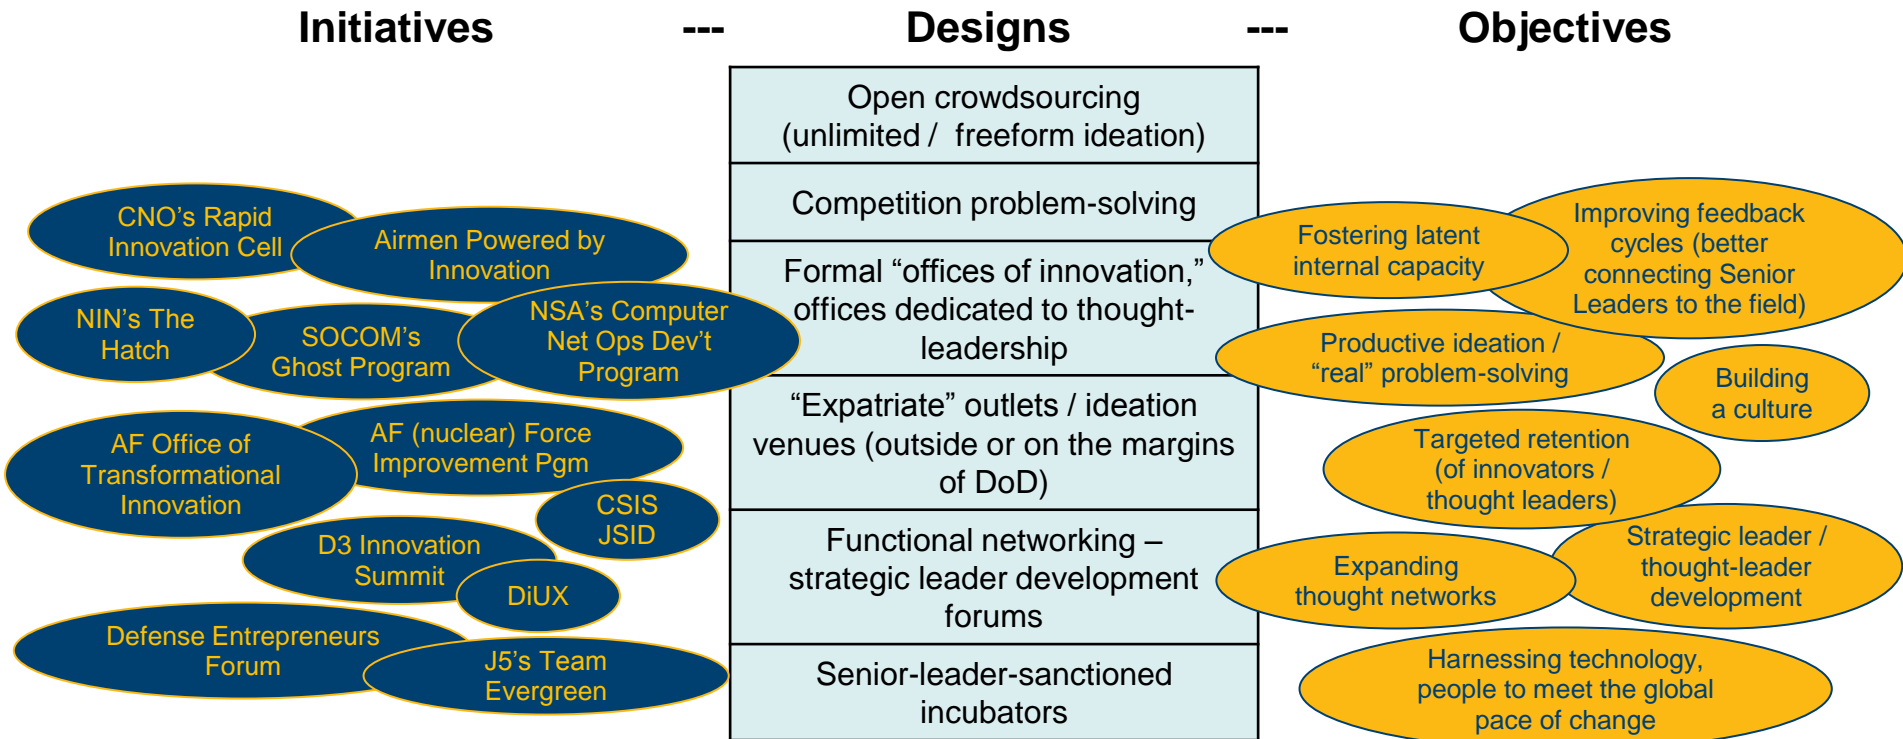 Initiatives --- Designs --- Objectives
CNO’s Rapid
Innovation Cell
Airmen Powered by
Innovation
NIN’s The
Hatch
SOCOM’s
Ghost Program
NSA’s Computer
Net Ops Dev’t
Program
AF Office of
Transformational
Innovation
AF (nuclear) Force
Improvement Pgm
CSIS
JSID
D3 Innovation
Summit
DiUX
Defense Entrepreneurs
Forum
J5’s Team
Evergreen
Open crowdsourcing
(unlimited / freeform ideation)
Competition problem-solving
Formal “offices of innovation,”
offices dedicated to thought-
leadership
“Expatriate” outlets / ideation
venues (outside or on the margins
of DoD)
Functional networking –
strategic leader development
forums
Senior-leader-sanctioned
incubators
Fostering latent
internal capacity
Improving feedback
cycles (better
connecting Senior
Leaders to the field)
Productive ideation /
“real” problem-solving
Building
a culture
Targeted retention
(of innovators /
thought leaders)
Expanding
thought networks
Strategic leader /
thought-leader
development
Harnessing technology,
people to meet the global
pace of change